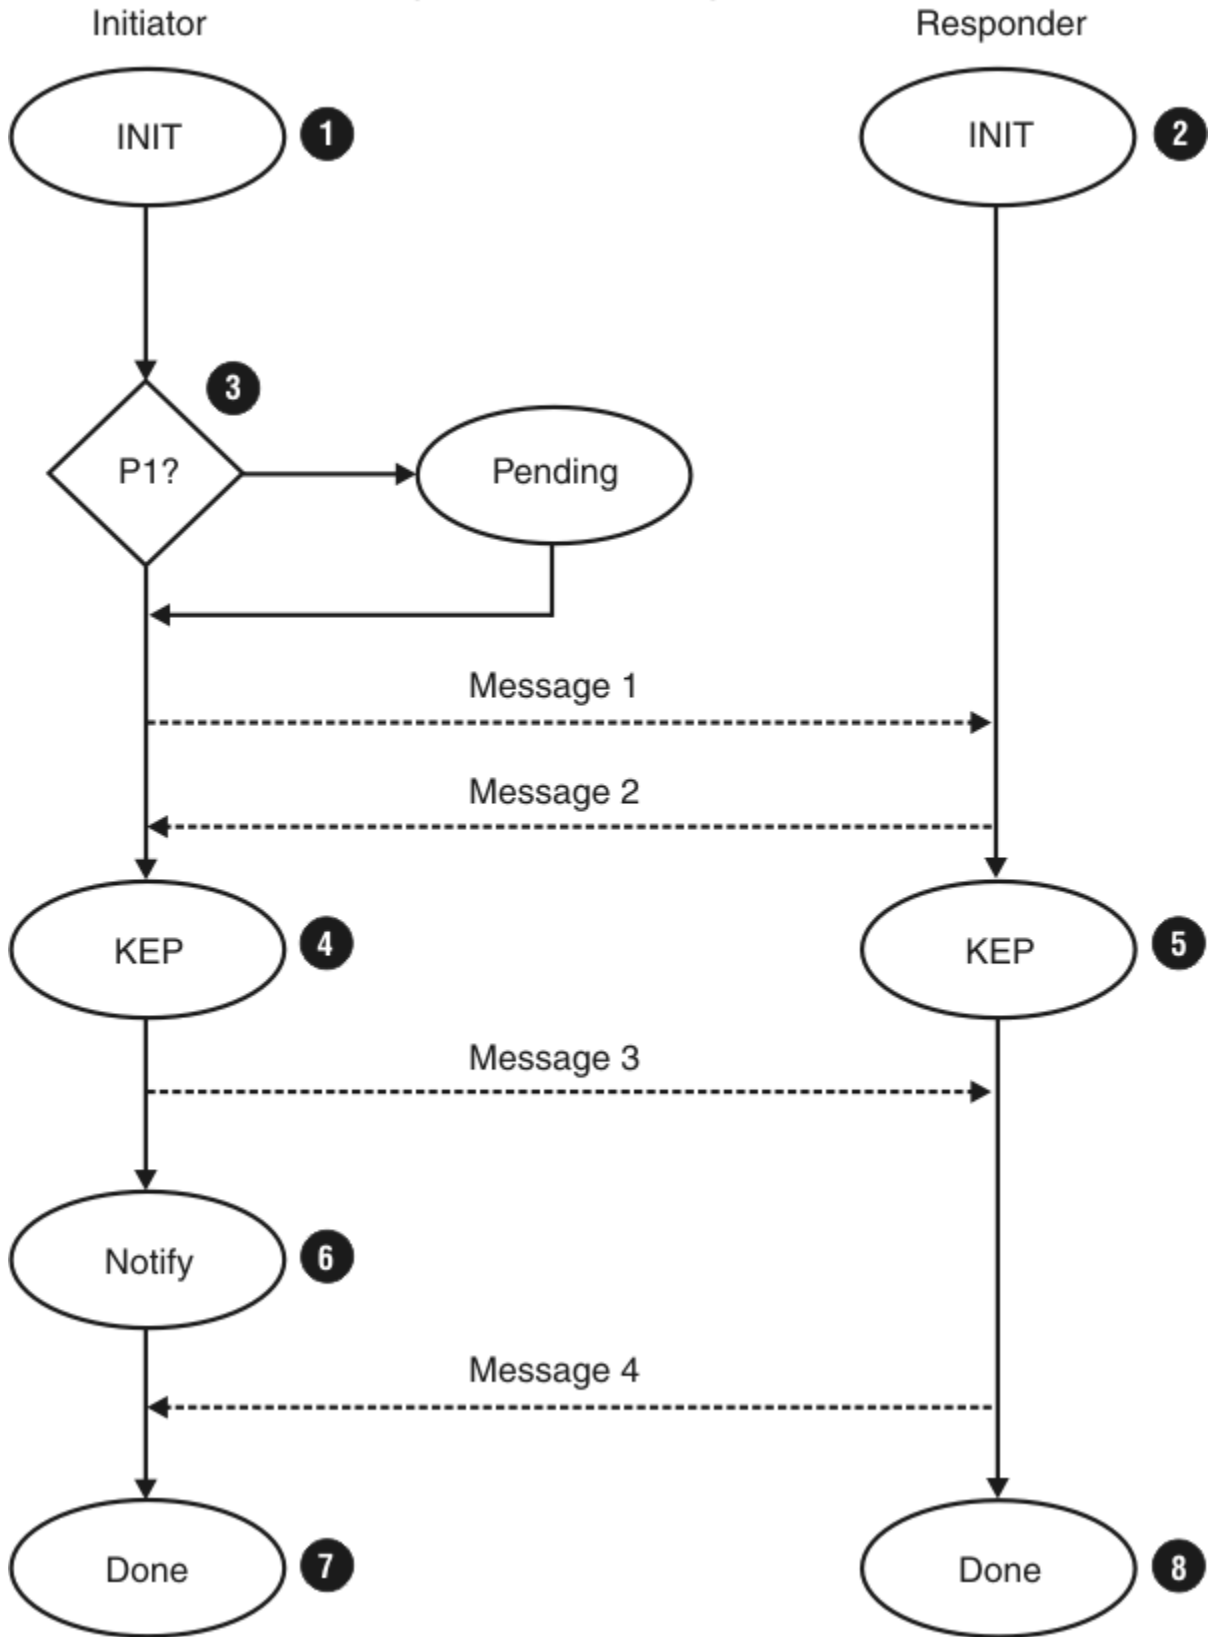 Initiator
Responder
INIT
1
INIT
2
3
P1?
Pending
Message 1
Message 2
KEP
4
KEP
5
Message 3
Notify
6
Message 4
Done
7
Done
8